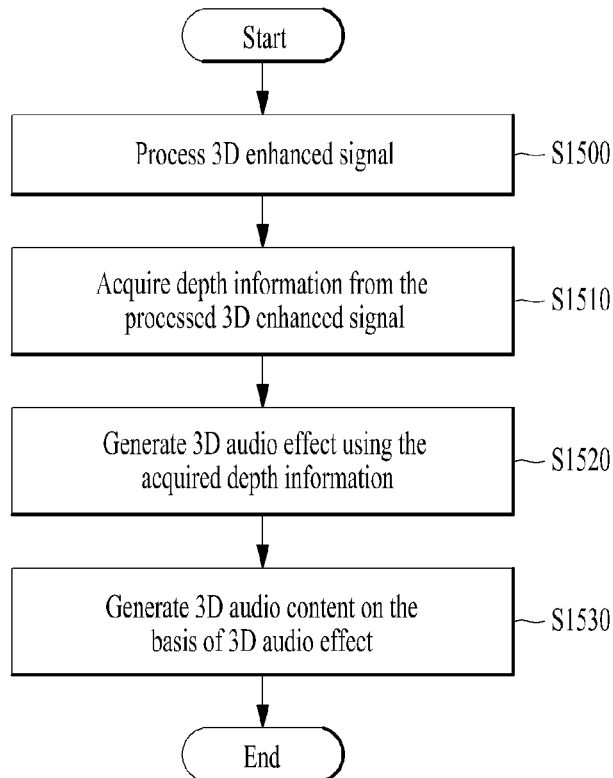 Start
Process 3D enhanced signal
S1500
Acquire depth information from the
processed 3D enhanced signal
S1510
Generate 3D audio effect using the
acquired depth information
S1520
Generate 3D audio content on the
basis of 3D audio effect
S1530
End